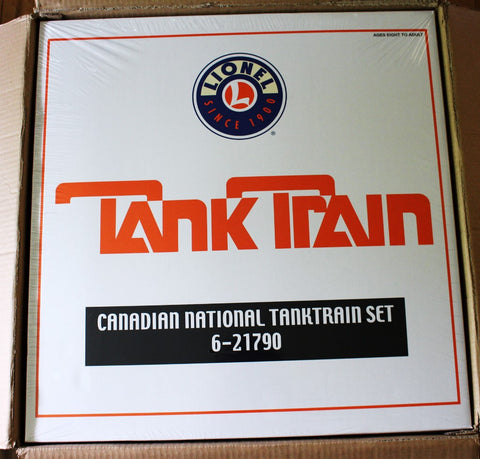 AGES EIGHT TO ADULT
LIONEL
L
SINCE 1900
®
TANK TRAIN
CANADIAN NATIONAL TANKTRAIN SET
6-21790